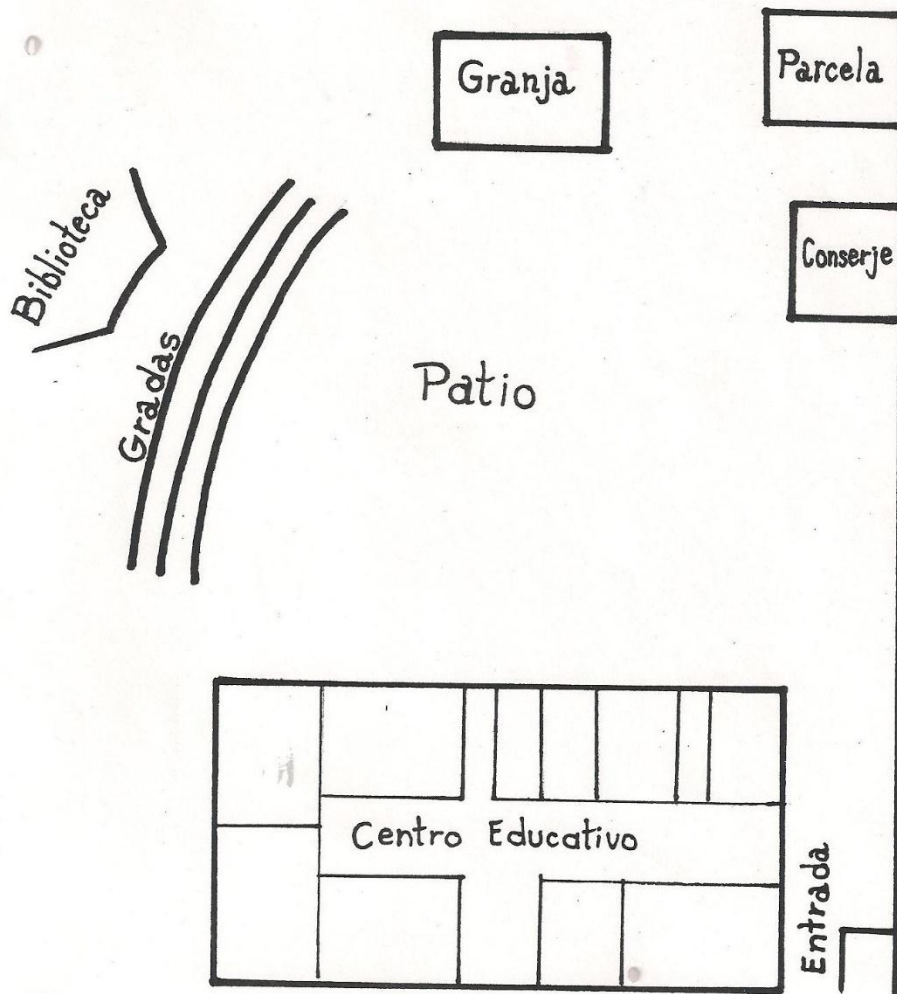 Granja
Parcela
Biblioteca
Conserje
Gradas
Patio
Centro Educativo
Entrada